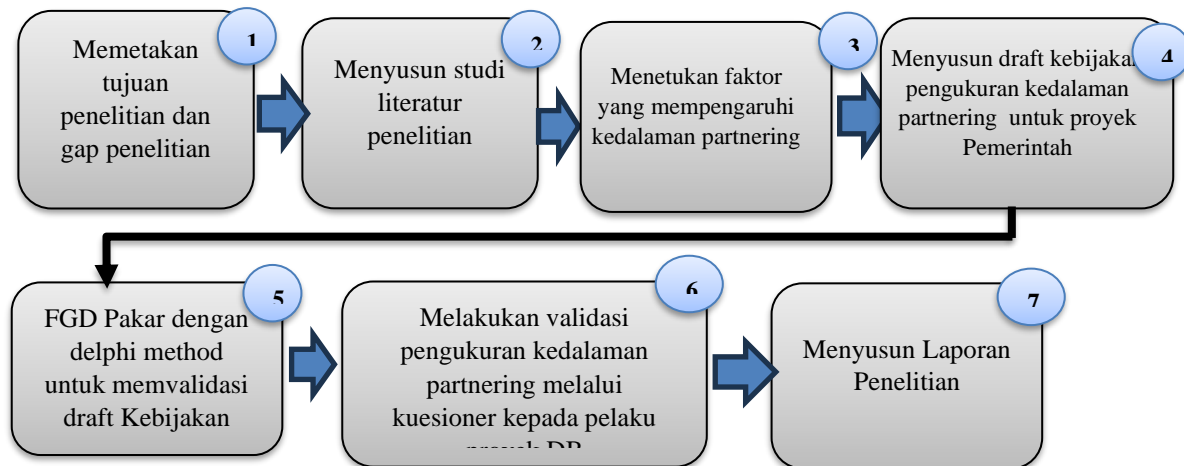 1
Memetakan
tujuan
penelitian dan
gap penelitian
2
Menyusun studi
literatur
penelitian
3
Menetukan faktor
yang mempengaruhi
kedalaman partnering
4
Menyusun draft kebijakan
pengukuran kedalaman
partnering untuk proyek
Pemerintah
5
FGD Pakar dengan
delphi method
untuk memvalidasi
draft Kebijakan
6
Melakukan validasi
pengukuran kedalaman
partnering melalui
kuesioner kepada pelaku
7
Menyusun Laporan
Penelitian